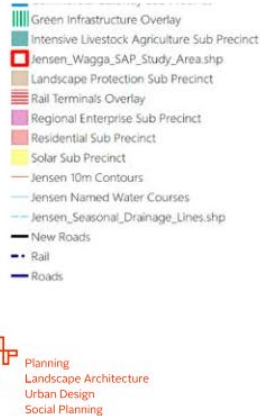 Green Infrastructure Overlay
Intensive Livestock Agriculture Sub Precinct
Jensen_Wagga_SAP_Study_Area.shp
Landscape Protection Sub Precinct
Rail Terminals Overlay
Regional Enterprise Sub Precinct
Residential Sub Precinct
Solar Sub Precinct
Jensen 10m Contours
Jensen Named Water Courses
Jensen_Seasonal_Drainage_Lines.shp
New Roads
Rail
Roads
Planning
Landscape Architecture
Urban Design
Social Planning